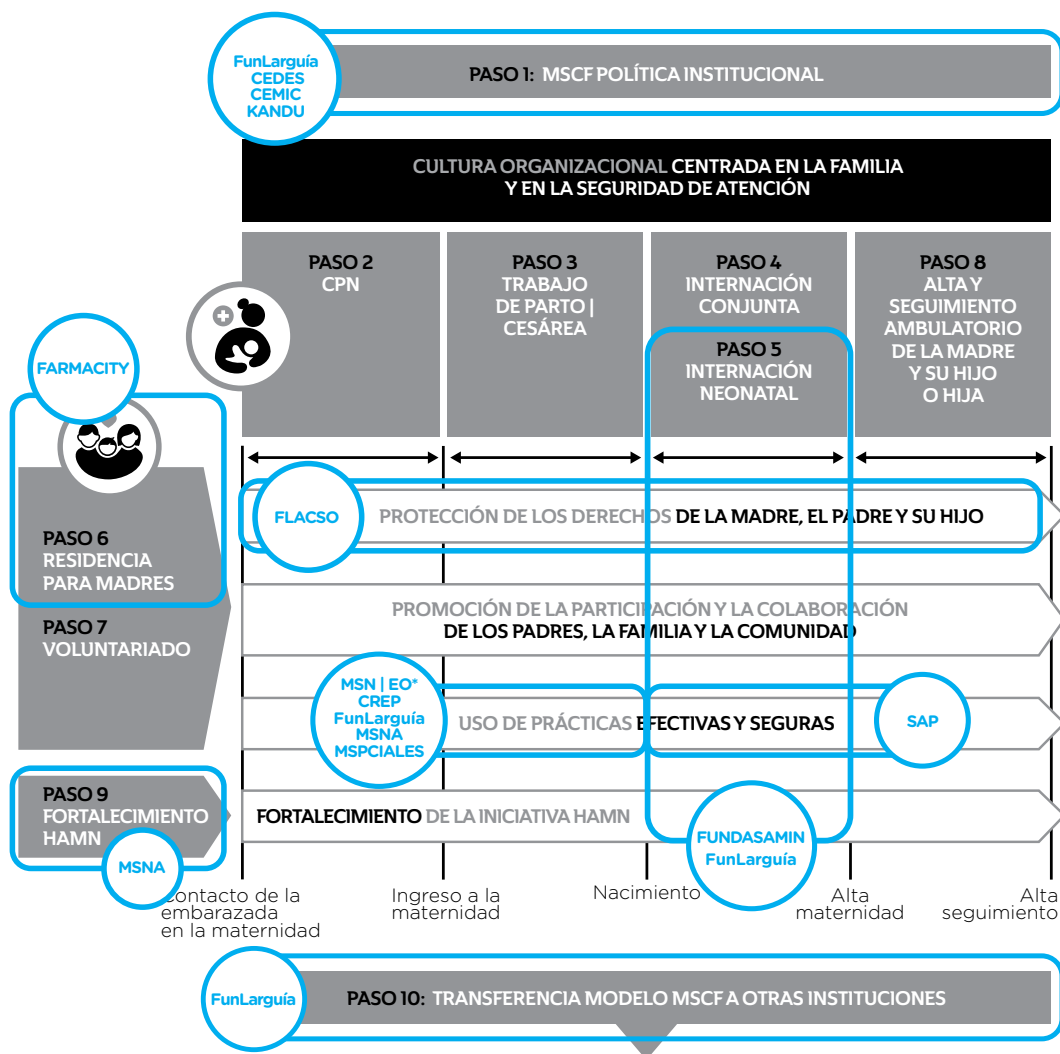 FunLarguía
CEDES
CEMIC
KANDU
PASO 1: MSCF POLÍTICA INSTITUCIONAL
CULTURA ORGANIZACIONAL CENTRADA EN LA FAMILIA
Y EN LA SEGURIDAD DE ATENCIÓN
PASO 2
CPN
PASO 3
TRABAJO
DE PARTO |
CESÁREA
PASO 4
INTERNACIÓN
CONJUNTA
PASO 5
INTERNACIÓN
NEONATAL
PASO 8
ALTA Y
SEGUIMIENTO
AMBULATORIO
DE LA MADRE
Y SU HIJO
O HIJA
FARMACITY
PASO 6
RESIDENCIA
PARA MADRES
PASO 7
VOLUNTARIADO
FLACSO
PROTECCIÓN DE LOS DERECHOS DE LA MADRE, EL PADRE Y SU HIJO
PROMOCIÓN DE LA PARTICIPACIÓN Y LA COLABORACIÓN
DE LOS PADRES, LA FAMILIA Y LA COMUNIDAD
MSN | EO*
CREP
FunLarguía
MSNA
MSPCIALES
USO DE PRÁCTICAS EFECTIVAS Y SEGURAS
SAP
PASO 9
FORTALECIMIENTO
HAMN
MSNA
FORTALECIMIENTO DE LA INICIATIVA HAMN
FUNDASAMIN
FunLarguía
Contacto de la
embarazada
en la maternidad
Ingreso a la
maternidad
Nacimiento
Alta
maternidad
Alta
seguimiento
FunLarguía
PASO 10: TRANSFERENCIA MODELO MSCF A OTRAS INSTITUCIONES